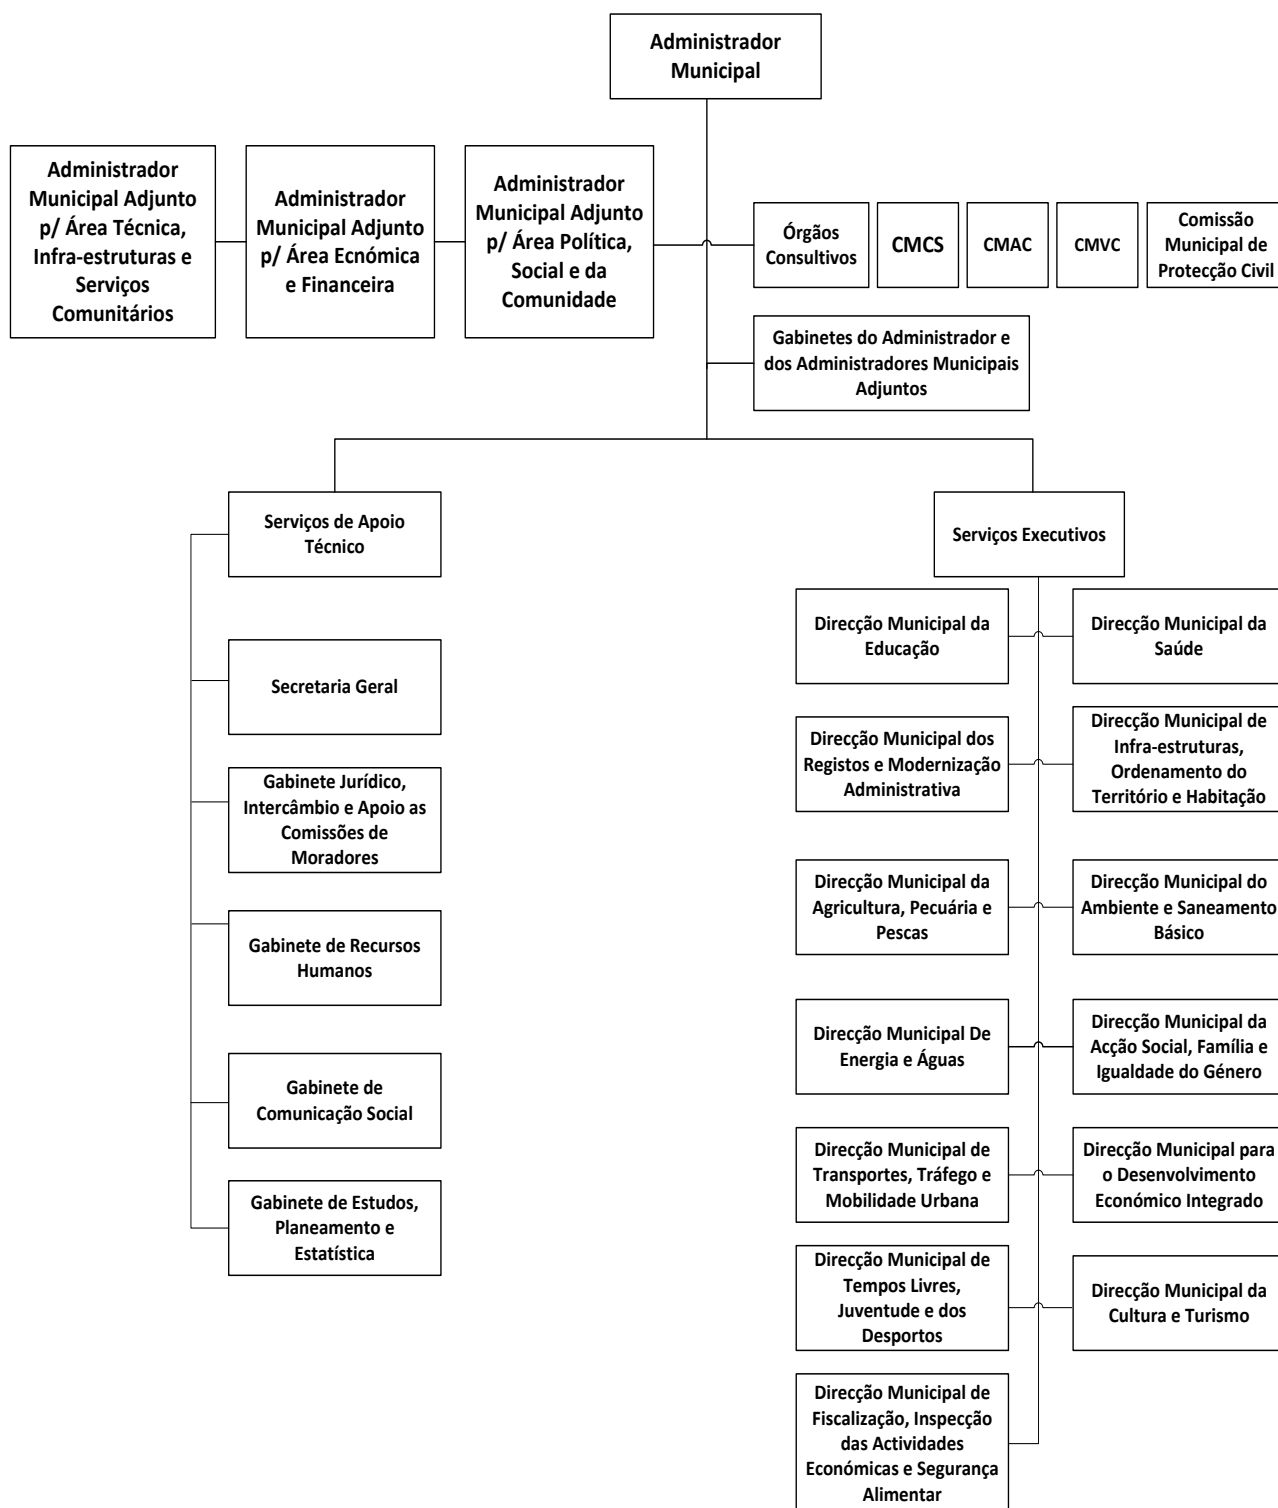 Administrador
Municipal
Administrador
Municipal Adjunto
p/ Área Técnica,
Infra-estruturas e
Serviços
Comunitários
Administrador
Municipal Adjunto
p/ Área Ecnómica
e Financeira
Administrador
Municipal Adjunto
p/ Área Política,
Social e da
Comunidade
Órgãos
Consultivos
CMCS
CMAC
CMVC
Comissão
Municipal de
Protecção Civil
Gabinetes do Administrador e
dos Administradores Municipais
Adjuntos
Serviços de Apoio
Técnico
Secretaria Geral
Gabinete Jurídico,
Intercâmbio e Apoio as
Comissões de
Moradores
Gabinete de Recursos
Humanos
Gabinete de
Comunicação Social
Gabinete de Estudos,
Planeamento e
Estatística
Serviços Executivos
Direcção Municipal da
Educação
Direcção Municipal da
Saúde
Direcção Municipal dos
Registos e Modernização
Administrativa
Direcção Municipal de
Infra-estruturas,
Ordenamento do
Território e Habitação
Direcção Municipal da
Agricultura, Pecuária e
Pescas
Direcção Municipal do
Ambiente e Saneamento
Básico
Direcção Municipal De
Energia e Águas
Direcção Municipal da
Acção Social, Família e
Igualdade do Género
Direcção Municipal de
Transportes, Tráfego e
Mobilidade Urbana
Direcção Municipal para
o Desenvolvimento
Económico Integrado
Direcção Municipal de
Tempos Livres,
Juventude e dos
Desportos
Direcção Municipal da
Cultura e Turismo
Direcção Municipal de
Fiscalização, Inspecção
das Actividades
Económicas e Segurança
Alimentar